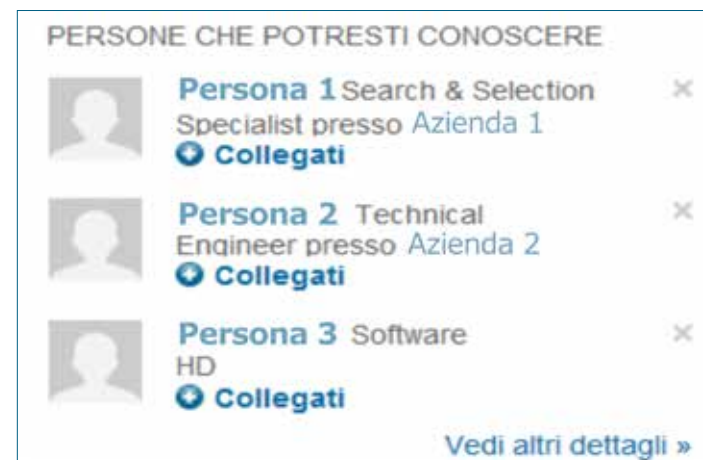 PERSONE CHE POTRESTI CONOSCERE
Persona 1 Search & Selection
Specialist presso Azienda 1
Collegati
Persona 2 Technical
Engineer presso Azienda 2
Collegati
Persona 3 Software
HD
Collegati
Vedi altri dettagli »